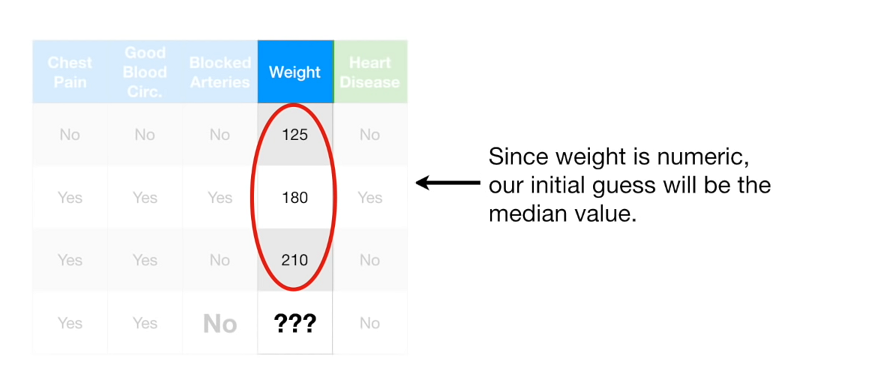 Chest Pain Good Blood Circ. Blocked Arteries Weight Heart Disease
No No No 125 No
Yes Yes Yes 180 Yes
Yes Yes No 210 No
Yes Yes No ??? No
Since weight is numeric,
our initial guess will be the
median value.